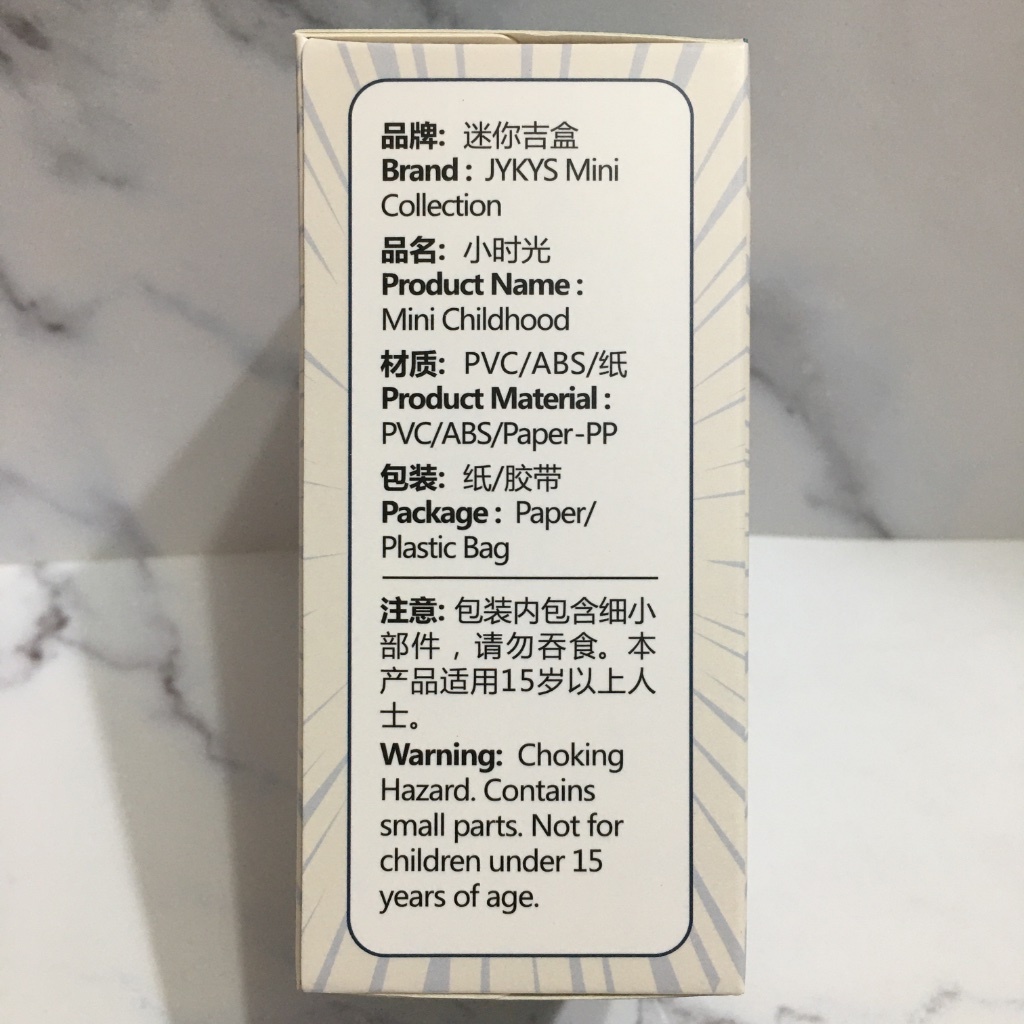 品牌: 迷你吉盒
Brand : JYKYS Mini
Collection
品名: 小时光
Product Name :
Mini Childhood
材质: PVC/ABS/纸
Product Material :
PVC/ABS/Paper-PP
包装: 纸/胶带
Package : Paper/
Plastic Bag
注意: 包装内包含细小
部件，请勿吞食。本
产品适用15岁以上人
士。
Warning: Choking
Hazard. Contains
small parts. Not for
children under 15
years of age.